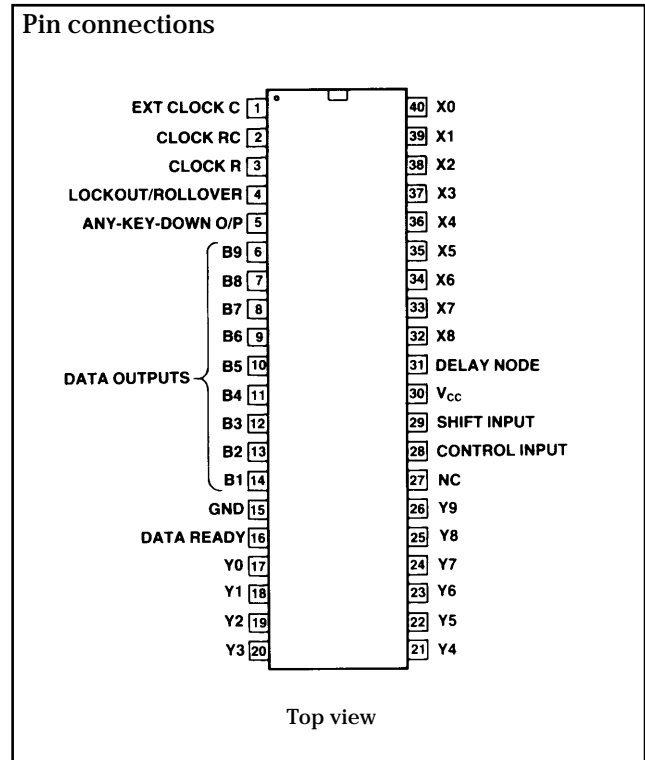 Pin connections
EXT CLOCK C 1
CLOCK RC 2
CLOCK R 3
LOCKOUT/ROLLOVER 4
ANY-KEY-DOWN O/P 5
B9 6
B8 7
B7 8
B6 9
DATA OUTPUTS
B5 10
B4 11
B3 12
B2 13
B1 14
GND 15
DATA READY 16
Y0 17
Y1 18
Y2 19
Y3 20
40 X0
39 X1
38 X2
37 X3
36 X4
35 X5
34 X6
33 X7
32 X8
31 DELAY NODE
30 VCC
29 SHIFT INPUT
28 CONTROL INPUT
27 NC
26 Y9
25 Y8
24 Y7
23 Y6
22 Y5
21 Y4
Top view